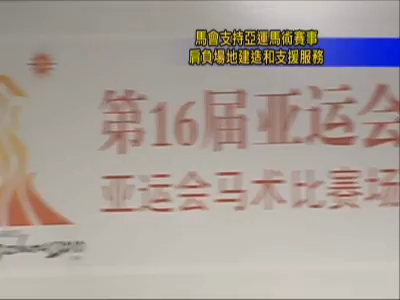 馬會支持亞運馬術賽事
肩負場地建造和支援服務
第16届亚运会
亚运会马术比赛场